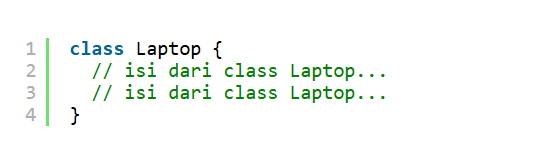 1 class Laptop {
2   // isi dari class Laptop...
3   // isi dari class Laptop...
4 }